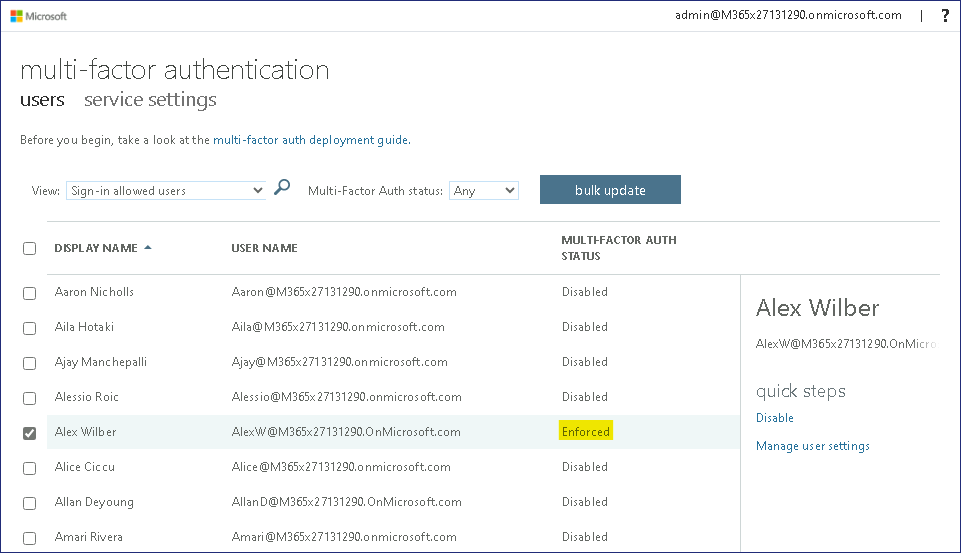 Microsoft
admin@M365x27131290.onmicrosoft.com | ?
multi-factor authentication
users service settings
Before you begin, take a look at the multi-factor auth deployment guide.
View: Sign-in allowed users Multi-Factor Auth status: Any bulk update
DISPLAY NAME USER NAME MULTI-FACTOR AUTH STATUS
Aaron Nicholls Aaron@M365x27131290.onmicrosoft.com Disabled
Aila Hotaki Aila@M365x27131290.onmicrosoft.com Disabled
Ajay Manchepalli Ajay@M365x27131290.onmicrosoft.com Disabled
Alessio Roic Alessio@M365x27131290.onmicrosoft.com Disabled
Alex Wilber AlexW@M365x27131290.OnMicrosoft.com Enforced
Alice Ciccu Alice@M365x27131290.onmicrosoft.com Disabled
Allan Deyoung AllanD@M365x27131290.OnMicrosoft.com Disabled
Amari Rivera Amari@M365x27131290.onmicrosoft.com Disabled
Alex Wilber
AlexW@M365x27131290.OnMicro
quick steps
Disable
Manage user settings